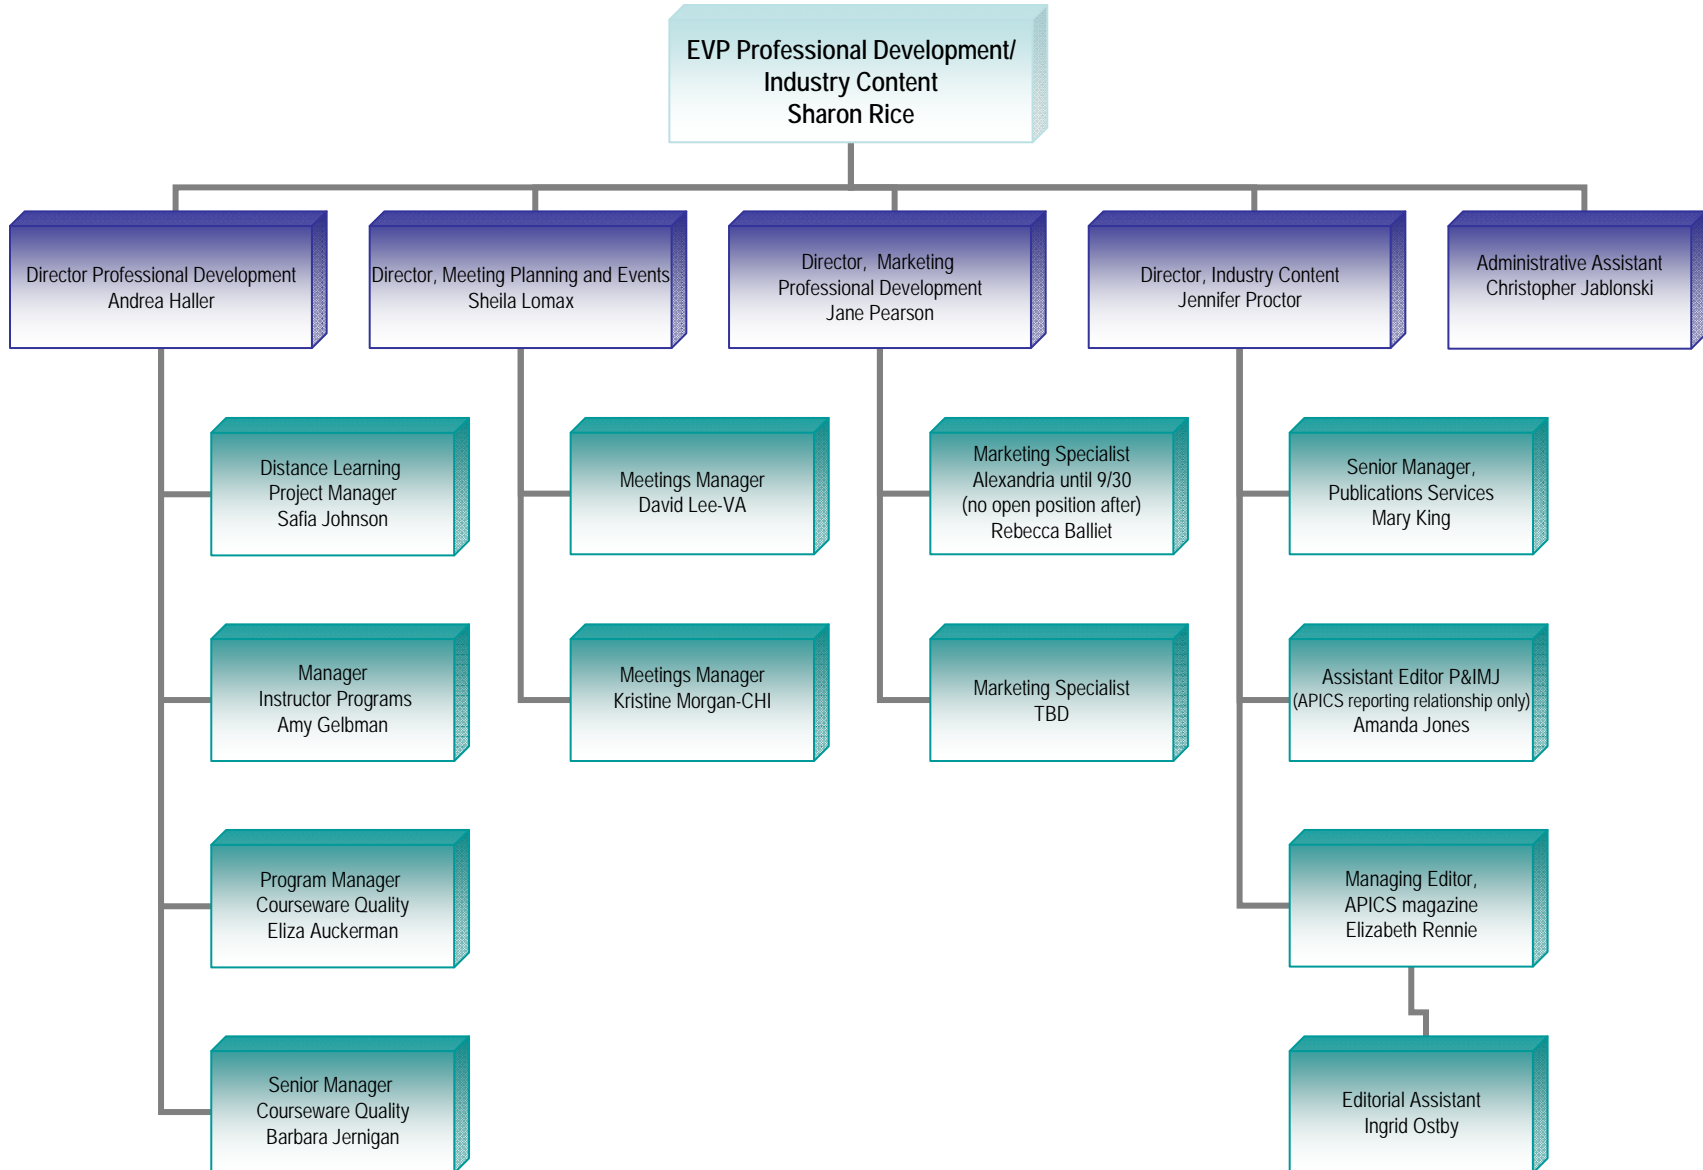 EVP Professional Development/
Industry Content
Sharon Rice
Director Professional Development
Andrea Haller
Director, Meeting Planning and Events
Sheila Lomax
Director, Marketing
Professional Development
Jane Pearson
Director, Industry Content
Jennifer Proctor
Administrative Assistant
Christopher Jablonski
Distance Learning
Project Manager
Safia Johnson
Meetings Manager
David Lee-VA
Marketing Specialist
Alexandria until 9/30
(no open position after)
Rebecca Balliet
Senior Manager,
Publications Services
Mary King
Manager
Instructor Programs
Amy Gelbman
Meetings Manager
Kristine Morgan-CHI
Marketing Specialist
TBD
Assistant Editor P&IMJ
(APICS reporting relationship only)
Amanda Jones
Program Manager
Courseware Quality
Eliza Auckerman
Managing Editor,
APICS magazine
Elizabeth Rennie
Senior Manager
Courseware Quality
Barbara Jernigan
Editorial Assistant
Ingrid Ostby